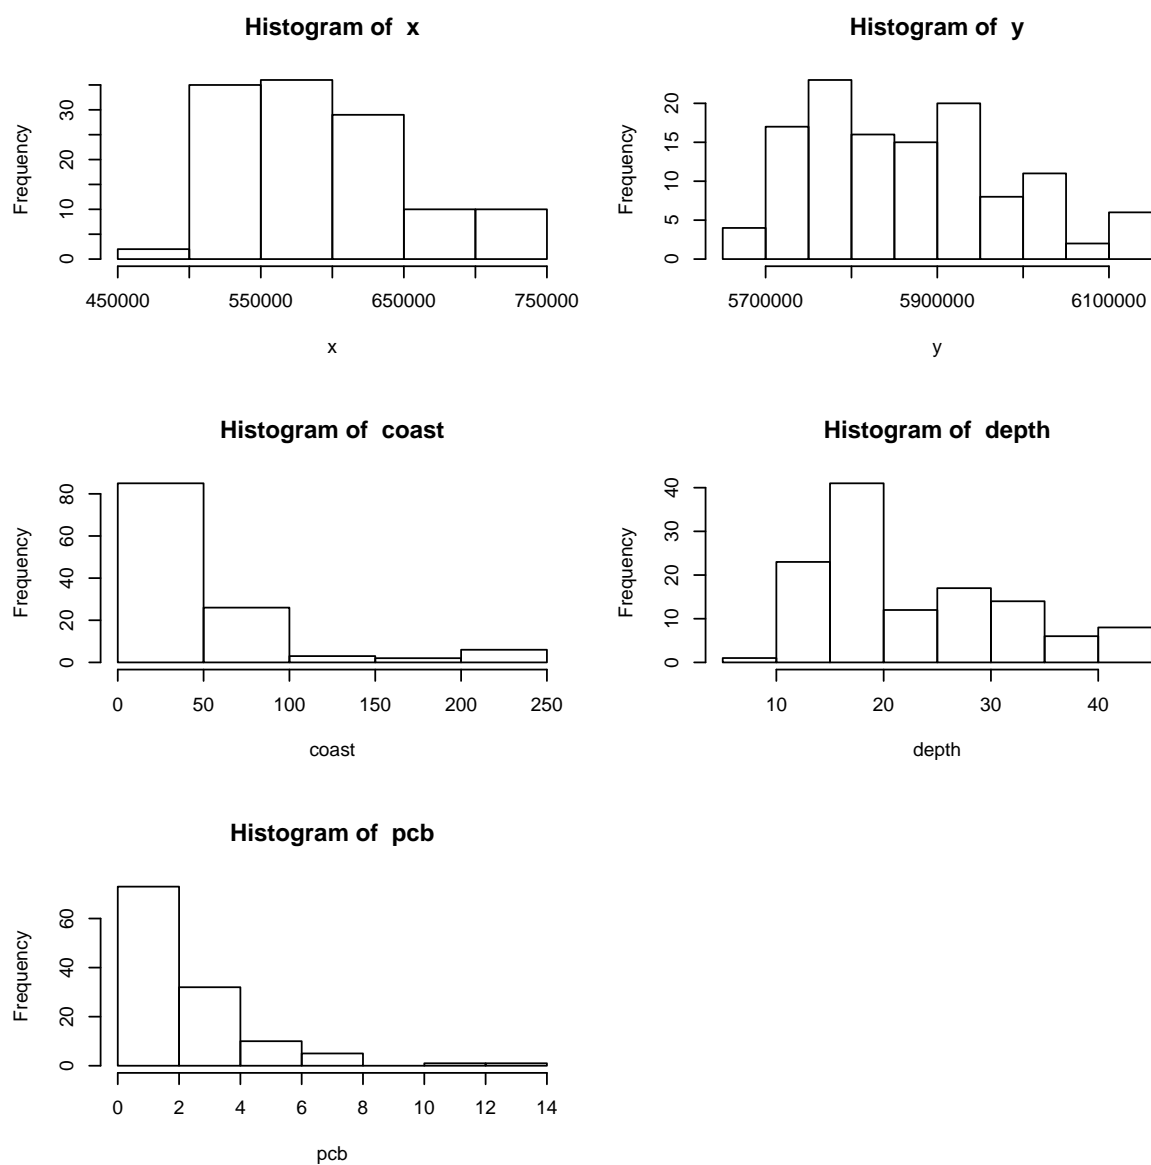 Histogram of  x
Frequency
0 10 20 30
450000 550000 650000 750000
x
Histogram of  y
Frequency
0 5 10 15 20
5700000 5900000 6100000
y
Histogram of  coast
Frequency
0 20 40 60 80
0 50 100 150 200 250
coast
Histogram of  depth
Frequency
0 10 20 30 40
10 20 30 40
depth
Histogram of  pcb
Frequency
0 20 40 60
0 2 4 6 8 10 12 14
pcb